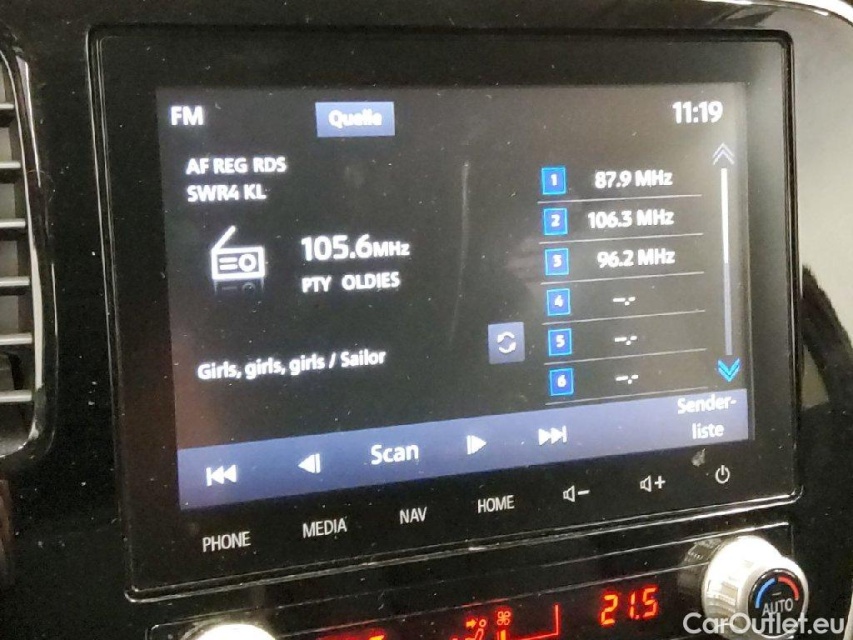 FM
Quelle
11:19
AF REG RDS
SWR4 KL
105.6MHz
PTY OLDIES
Girls, girls, girls / Sailor
1 87.9 MHz
2 106.3 MHz
3 96.2 MHz
4 --.-
5 --.-
6 --.-
Scan
Sender-
liste
PHONE MEDIA NAV HOME
21.5
AUTO
CarOutlet.eu